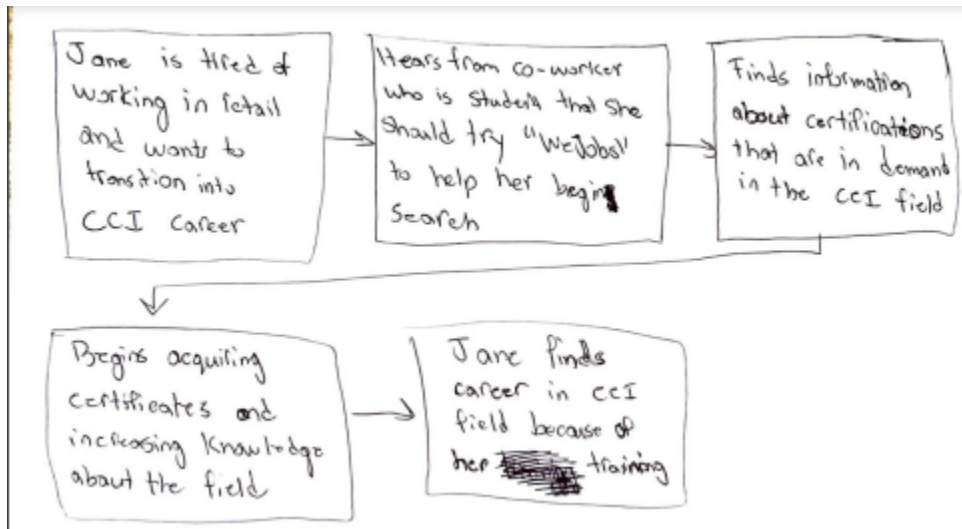 Jane is tired of
working in retail
and wants to
transition into
CCI career
Hears from co-worker
who is student that she
should try "WeJobs"
to help her begin
search
Finds information
about certifications
that are in demand
in the CCI field
Begins acquiring
certificates and
increasing knowledge
about the field
Jane finds
career in CCI
field because of
her training